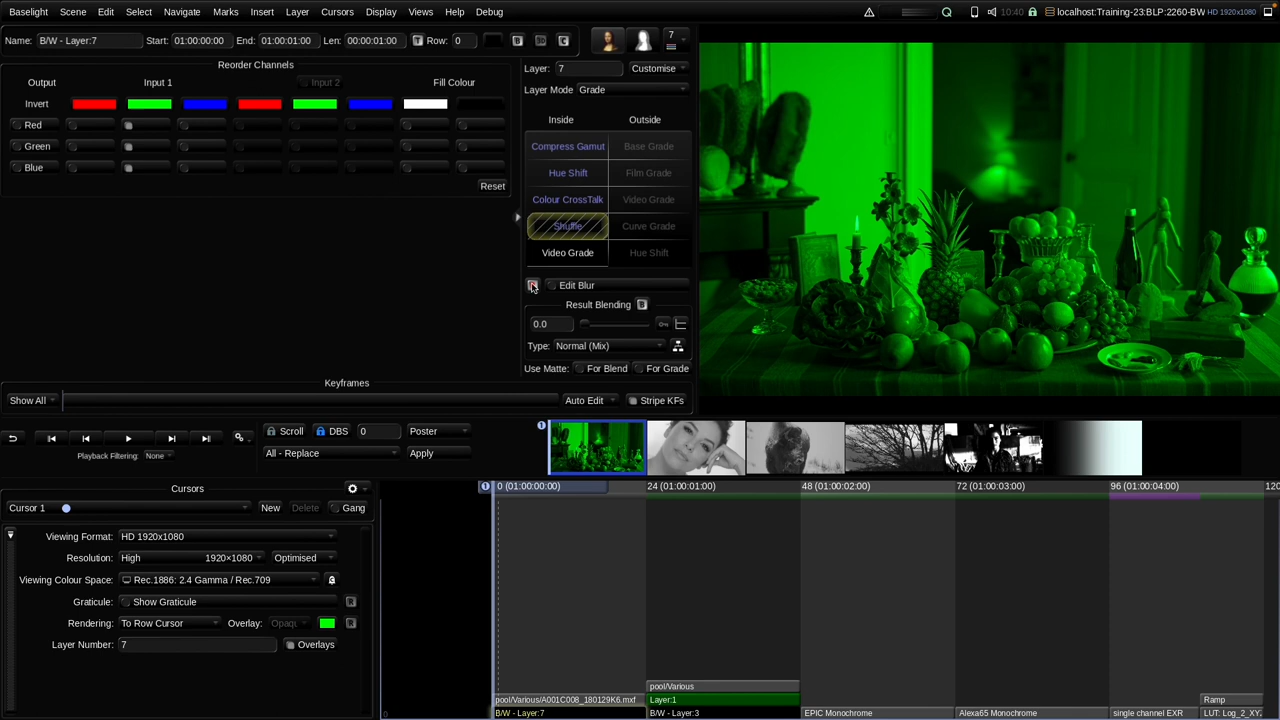 Baselight Scene Edit Select Navigate Marks Insert Layer Cursors Display Views Help Debug 10:40 localhost:Training-23:BLP:2260-BW HD 1920x1080
Name: B/W - Layer:7 Start: 01:00:00:00 End: 01:00:01:00 Len: 00:00:01:00 Row: 0 7
Reorder Channels
Output Input 1 Input 2 Fill Colour
Invert
Red
Green
Blue
Reset
Layer: 7 Customise
Layer Mode Grade
Inside Outside
Compress Gamut Base Grade
Hue Shift Film Grade
Colour CrossTalk Video Grade
Shuffle Curve Grade
Video Grade Hue Shift
Edit Blur
Result Blending
0.0
Type: Normal (Mix)
Use Matte: For Blend For Grade
Keyframes
Show All Auto Edit Stripe KFs
Scroll DBS 0 Poster
Playback Filtering: None All - Replace Apply
Cursors
Cursor 1 New Delete Gang
Viewing Format: HD 1920x1080
Resolution: High 1920×1080 Optimised
Viewing Colour Space: Rec.1886: 2.4 Gamma / Rec.709
Graticule: Show Graticule R
Rendering: To Row Cursor Overlay: Opaqu R
Layer Number: 7 Overlays
1
1 0 (01:00:00:00) 24 (01:00:01:00) 48 (01:00:02:00) 72 (01:00:03:00) 96 (01:00:04:00) 120
pool/Various
pool/Various/A001C008_180129K6.mxf Layer:1 Ramp
0 B/W - Layer:7 B/W - Layer:3 EPIC Monochrome Alexa65 Monochrome single channel EXR LUT: Log_2_XY